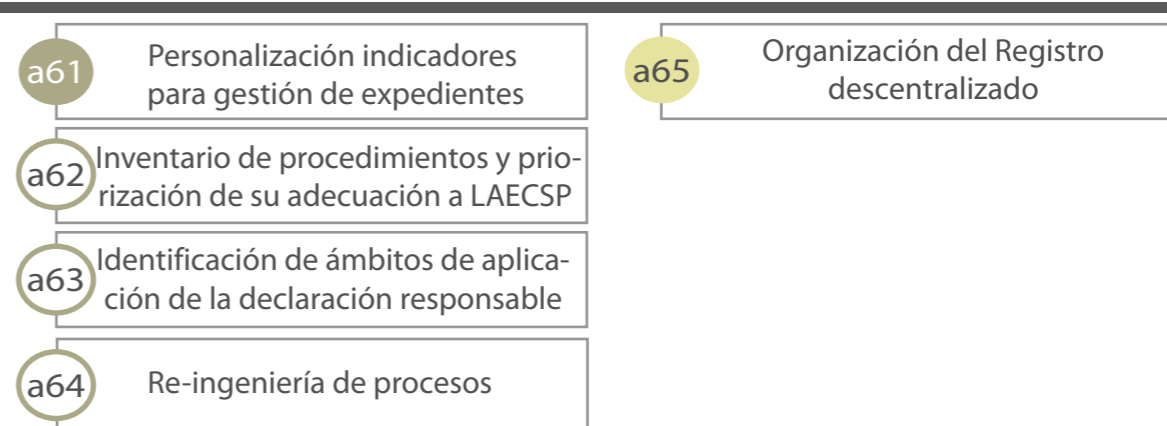 a61
Personalización indicadores
para gestión de expedientes
a62
Inventario de procedimientos y prio-
rización de su adecuación a LAECSP
a63
Identificación de ámbitos de aplica-
ción de la declaración responsable
a64
Re-ingeniería de procesos
a65
Organización del Registro
descentralizado